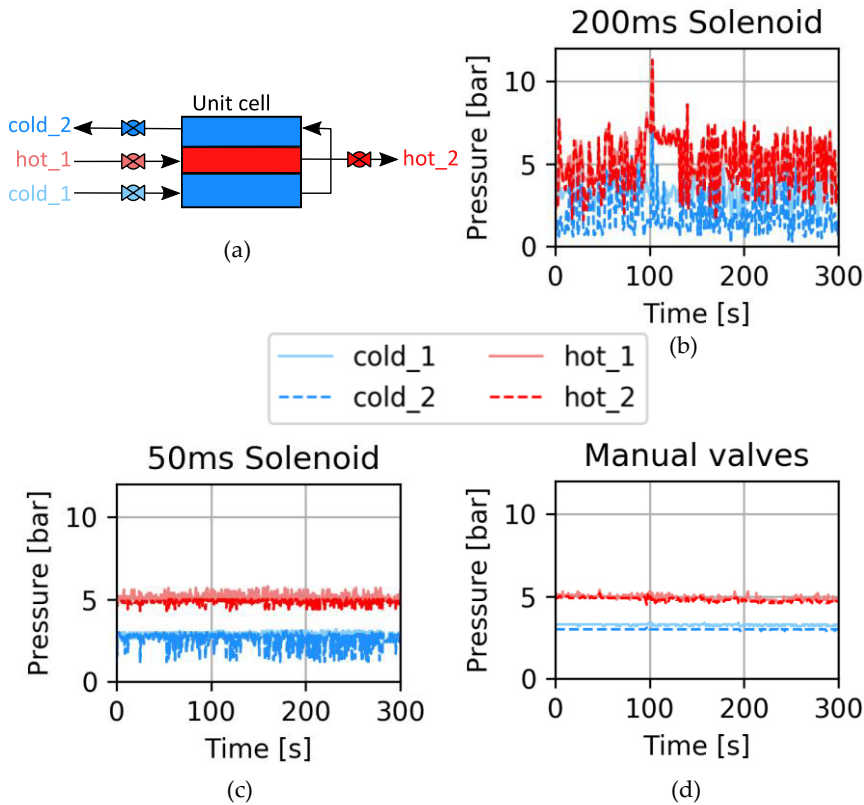 200ms Solenoid
Unit cell
cold_2
hot_1
cold_1
hot_2
(a)
Pressure [bar]
10
5
0
0 100 200 300
Time [s]
(b)
cold_1 hot_1
cold_2 hot_2
50ms Solenoid
Pressure [bar]
10
5
0
0 100 200 300
Time [s]
(c)
Manual valves
Pressure [bar]
10
5
0
0 100 200 300
Time [s]
(d)